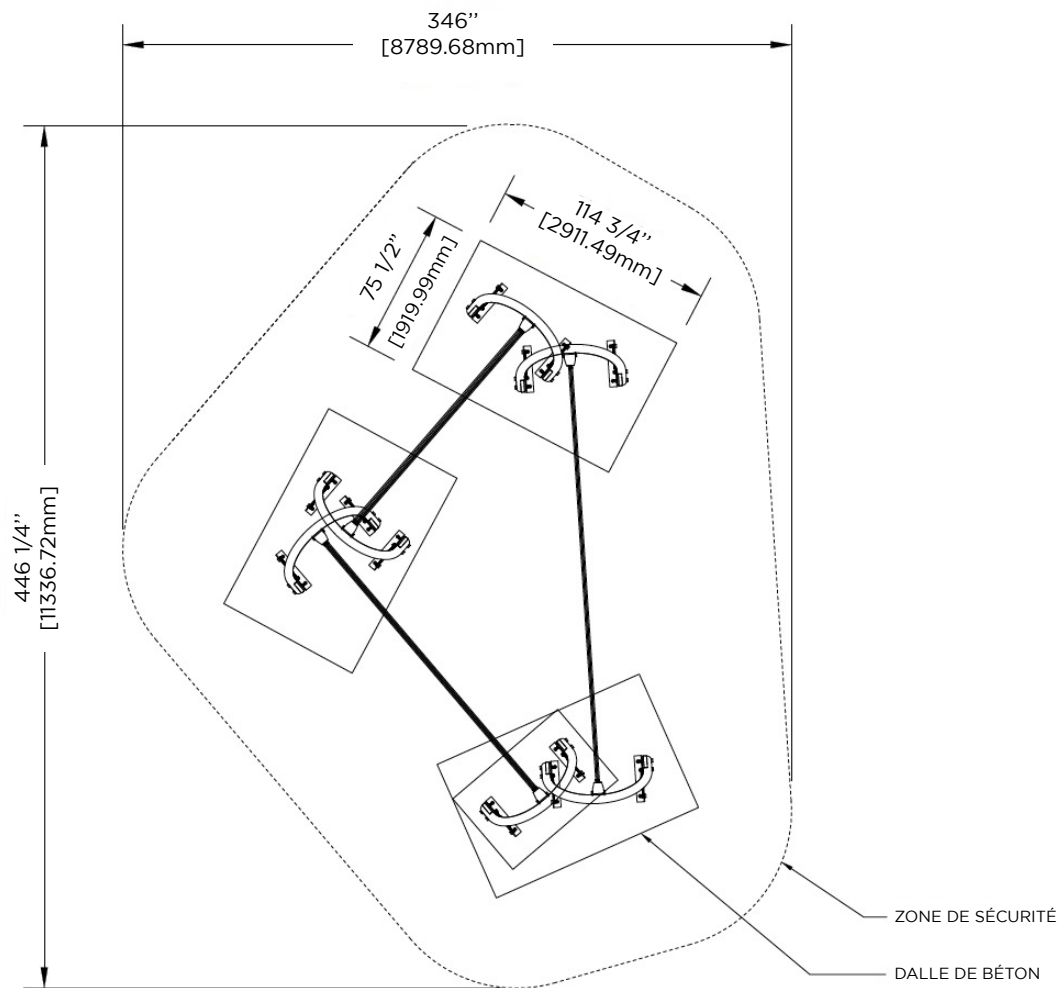 346’’
[8789.68mm]
114 3/4’’
[2911.49mm]
75 1/2’’
[1919.99mm]
446 1/4’’
[11336.72mm]
ZONE DE SÉCURITÉ
DALLE DE BÉTON